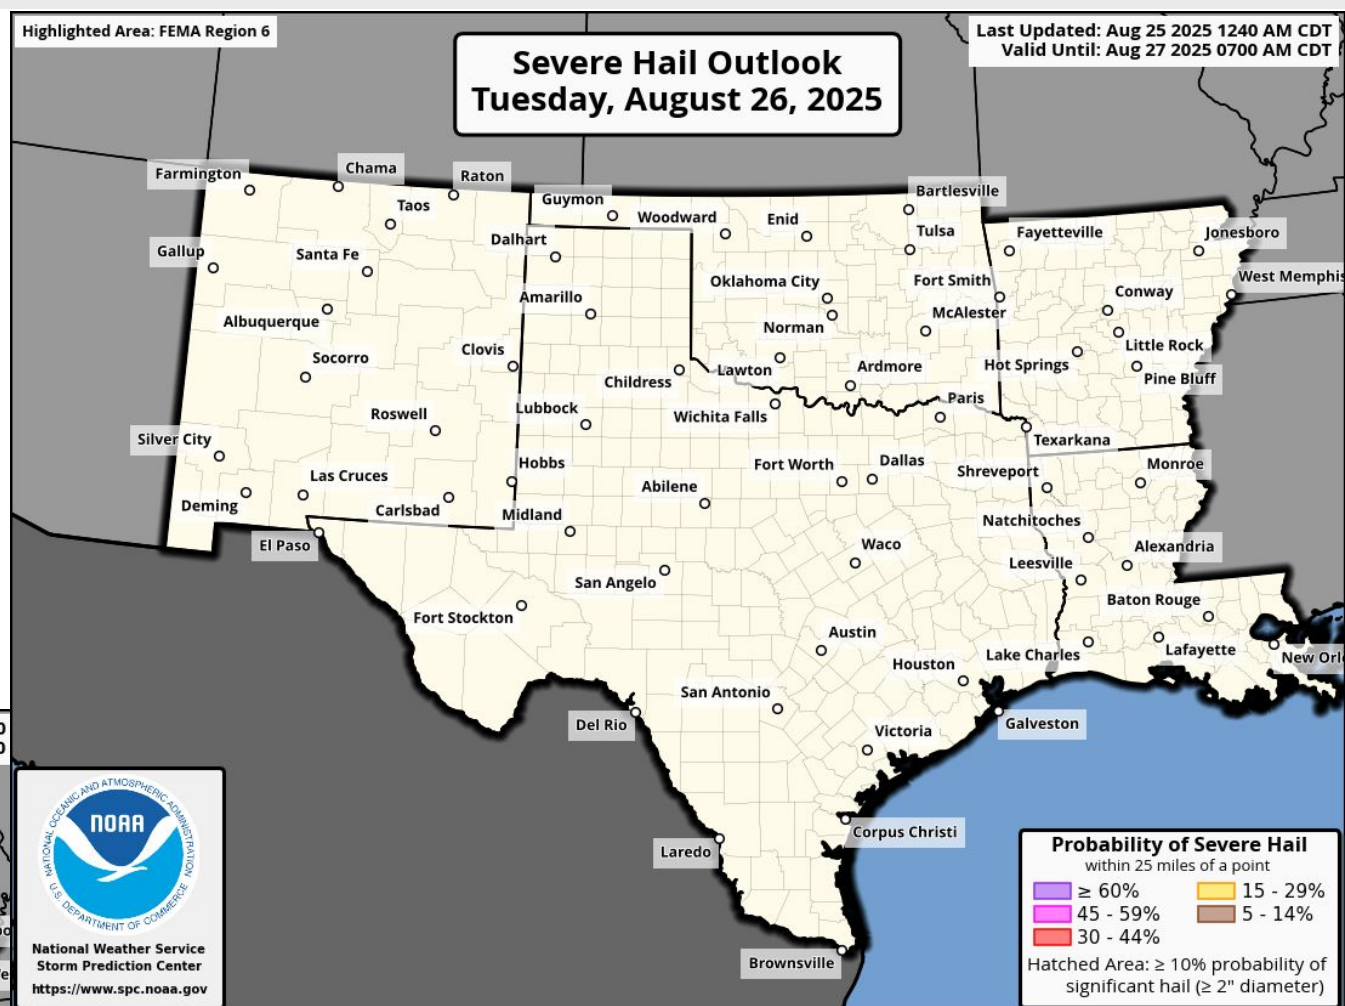 Highlighted Area: FEMA Region 6
Last Updated: Aug 25 2025 1240 AM CDT
Valid Until: Aug 27 2025 0700 AM CDT
Severe Hail Outlook
Tuesday, August 26, 2025
Farmington
Chama
Raton
Guymon
Bartlesville
Taos
Woodward
Enid
Tulsa
Fayetteville
Jonesboro
Gallup
Santa Fe
Dalhart
Oklahoma City
Fort Smith
West Memphis
Albuquerque
Amarillo
Norman
McAlester
Conway
Socorro
Clovis
Childress
Lawton
Ardmore
Hot Springs
Little Rock
Pine Bluff
Roswell
Lubbock
Wichita Falls
Paris
Silver City
Texarkana
Las Cruces
Hobbs
Fort Worth
Dallas
Shreveport
Monroe
Deming
Carlsbad
Midland
Abilene
Natchitoches
El Paso
Waco
Alexandria
San Angelo
Leesville
Fort Stockton
Baton Rouge
Austin
Houston
Lake Charles
Lafayette
New Orl
San Antonio
Del Rio
Victoria
Galveston
Corpus Christi
Laredo
Brownsville
NATIONAL OCEANIC AND ATMOSPHERIC ADMINISTRATION
NOAA
U.S. DEPARTMENT OF COMMERCE
National Weather Service
Storm Prediction Center
https://www.spc.noaa.gov
Probability of Severe Hail
within 25 miles of a point
≥ 60%
15 - 29%
45 - 59%
5 - 14%
30 - 44%
Hatched Area: ≥ 10% probability of
significant hail (≥ 2" diameter)